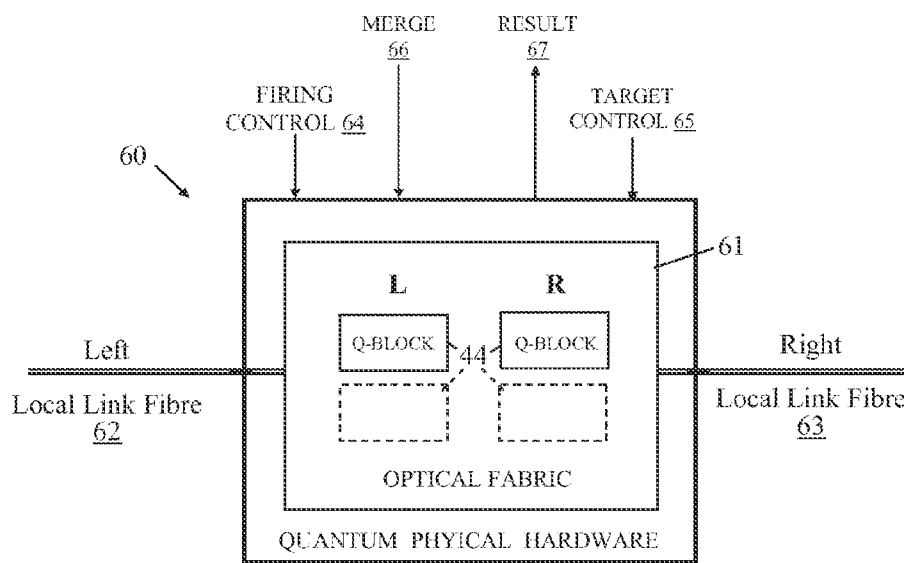 MERGE
66
RESULT
67
FIRING
CONTROL 64
TARGET
CONTROL 65
60
61
L R
Q-BLOCK 44 Q-BLOCK
Left
Right
Local Link Fibre
62
Local Link Fibre
63
OPTICAL FABRIC
QUANTUM PHYICAL HARDWARE